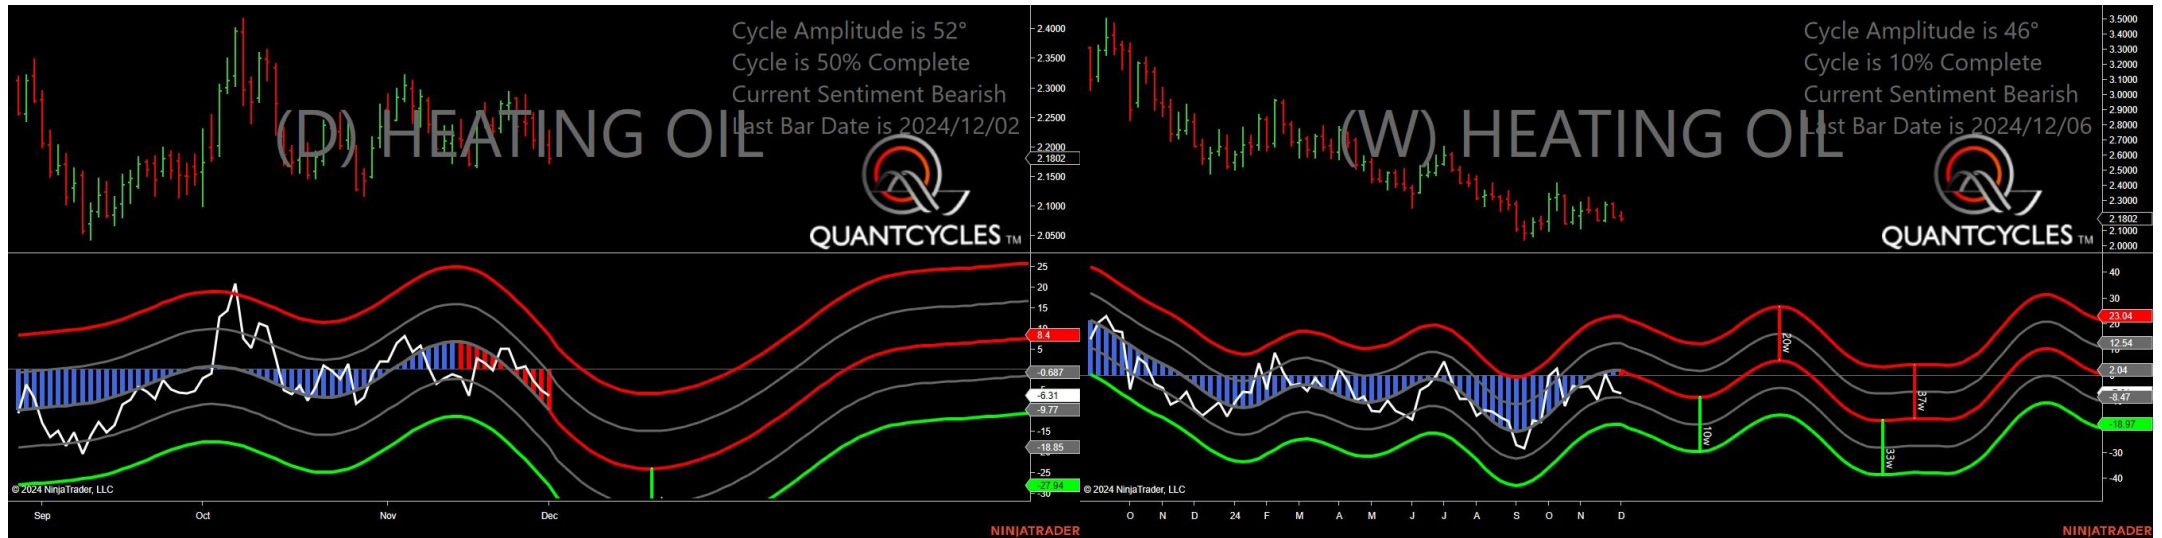 Cycle Amplitude is 52°
Cycle is 50% Complete
Current Sentiment Bearish
Last Bar Date is 2024/12/02
(D) HEATING OIL
QUANTCYCLES TM
2.4000
2.3500
2.3000
2.2500
2.2000
2.1802
2.1500
2.1000
2.0500
25
20
15
8.4
5
-0.687
-6.31
-9.77
-15
-18.85
-25
-27.94
-30
© 2024 NinjaTrader, LLC
Sep Oct Nov Dec
NINJATRADER
Cycle Amplitude is 46°
Cycle is 10% Complete
Current Sentiment Bearish
Last Bar Date is 2024/12/06
(W) HEATING OIL
QUANTCYCLES TM
3.5000
3.4000
3.3000
3.2000
3.1000
3.0000
2.9000
2.8000
2.7000
2.6000
2.5000
2.4000
2.3000
2.1802
2.1000
2.0000
40
30
23.04
20
12.54
2.04
-8.47
-18.97
-30
-40
10w
20w
33w
37w
© 2024 NinjaTrader, LLC
O N D 24 F M A M J J A S O N D
NINJATRADER